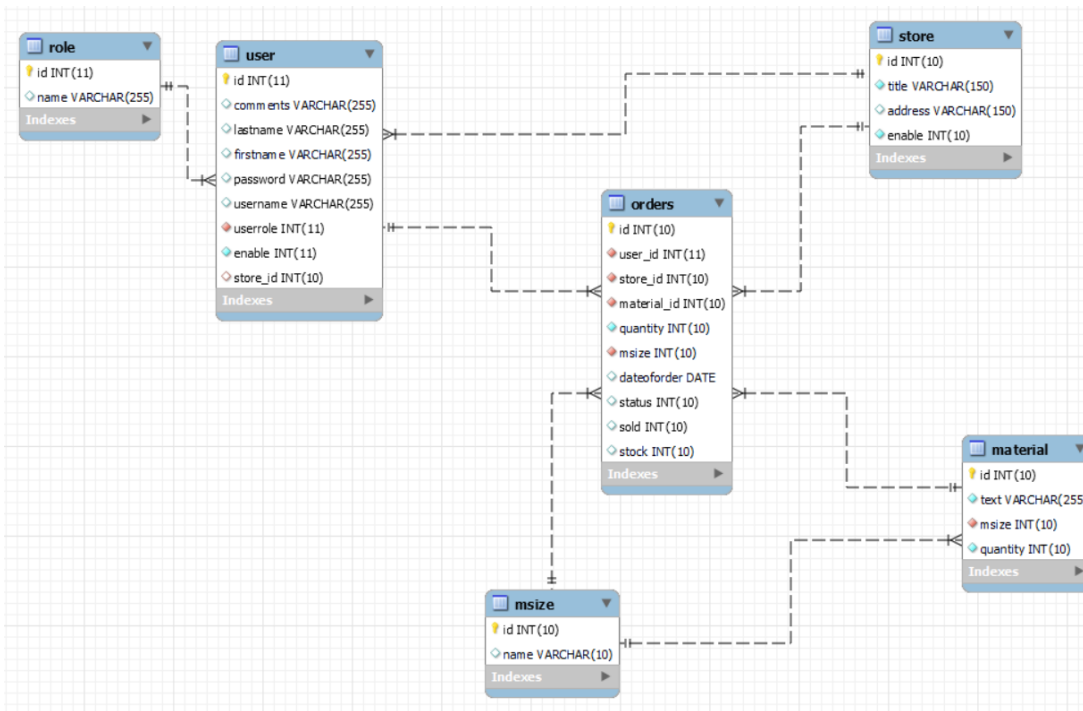 role
id INT(11)
name VARCHAR(255)
Indexes
user
id INT(11)
comments VARCHAR(255)
lastname VARCHAR(255)
firstname VARCHAR(255)
password VARCHAR(255)
username VARCHAR(255)
userrole INT(11)
enable INT(11)
store_id INT(10)
Indexes
store
id INT(10)
title VARCHAR(150)
address VARCHAR(150)
enable INT(10)
Indexes
orders
id INT(10)
user_id INT(11)
store_id INT(10)
material_id INT(10)
quantity INT(10)
msize INT(10)
dateoforder DATE
status INT(10)
sold INT(10)
stock INT(10)
Indexes
material
id INT(10)
text VARCHAR(255
msize INT(10)
quantity INT(10)
Indexes
msize
id INT(10)
name VARCHAR(10)
Indexes